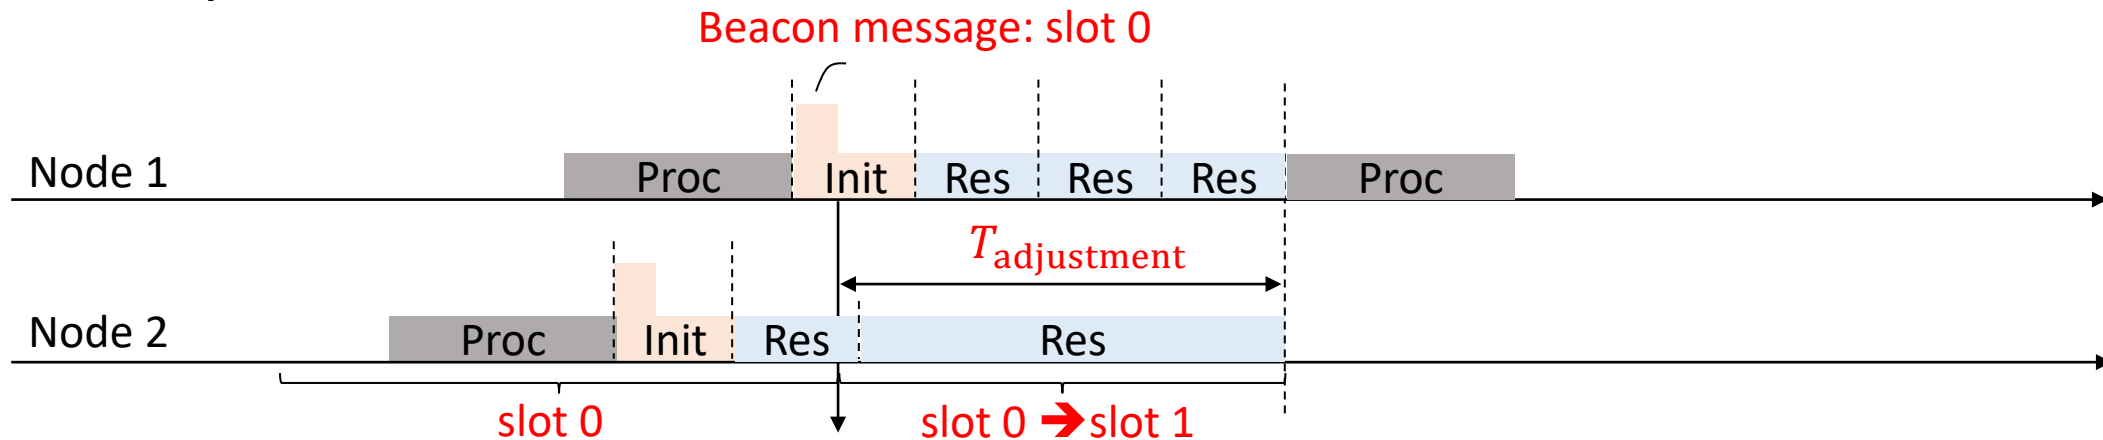 Beacon message: slot 0
Node 1 Proc Init Res Res Res Proc
T_adjustment
Node 2 Proc Init Res Res
slot 0 slot 0 ➔ slot 1